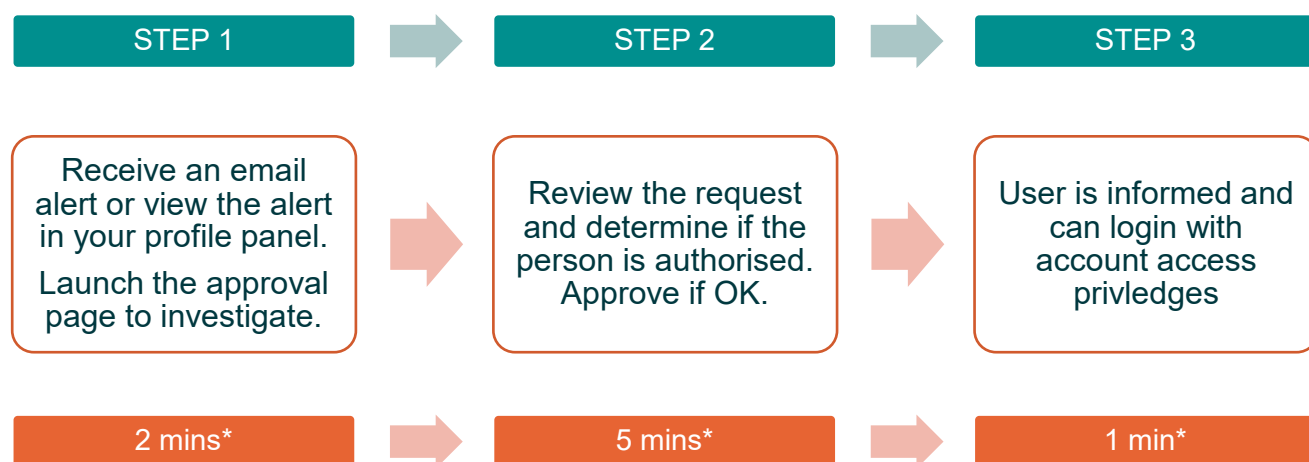 STEP 1
STEP 2
STEP 3
Receive an email
alert or view the alert
in your profile panel.
Launch the approval
page to investigate.
Review the request
and determine if the
person is authorised.
Approve if OK.
User is informed and
can login with
account access
privledges
2 mins*
5 mins*
1 min*